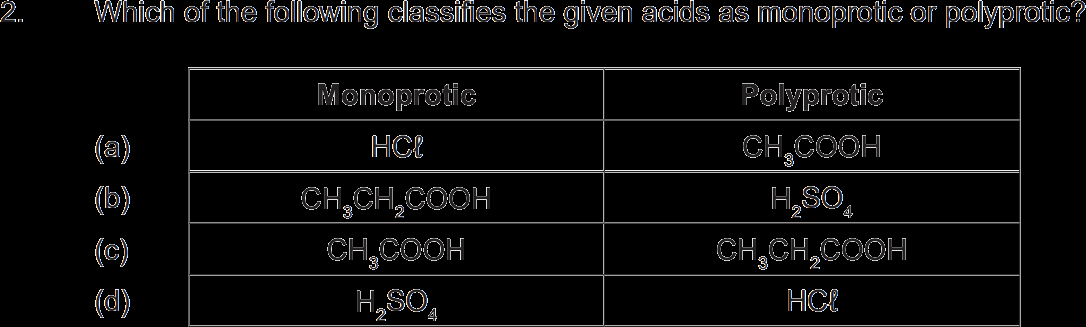 2. Which of the following classifies the given acids as monoprotic or polyprotic?
Monoprotic Polyprotic
(a) HCℓ CH₃COOH
(b) CH₃CH₂COOH H₂SO₄
(c) CH₃COOH CH₃CH₂COOH
(d) H₂SO₄ HCℓ